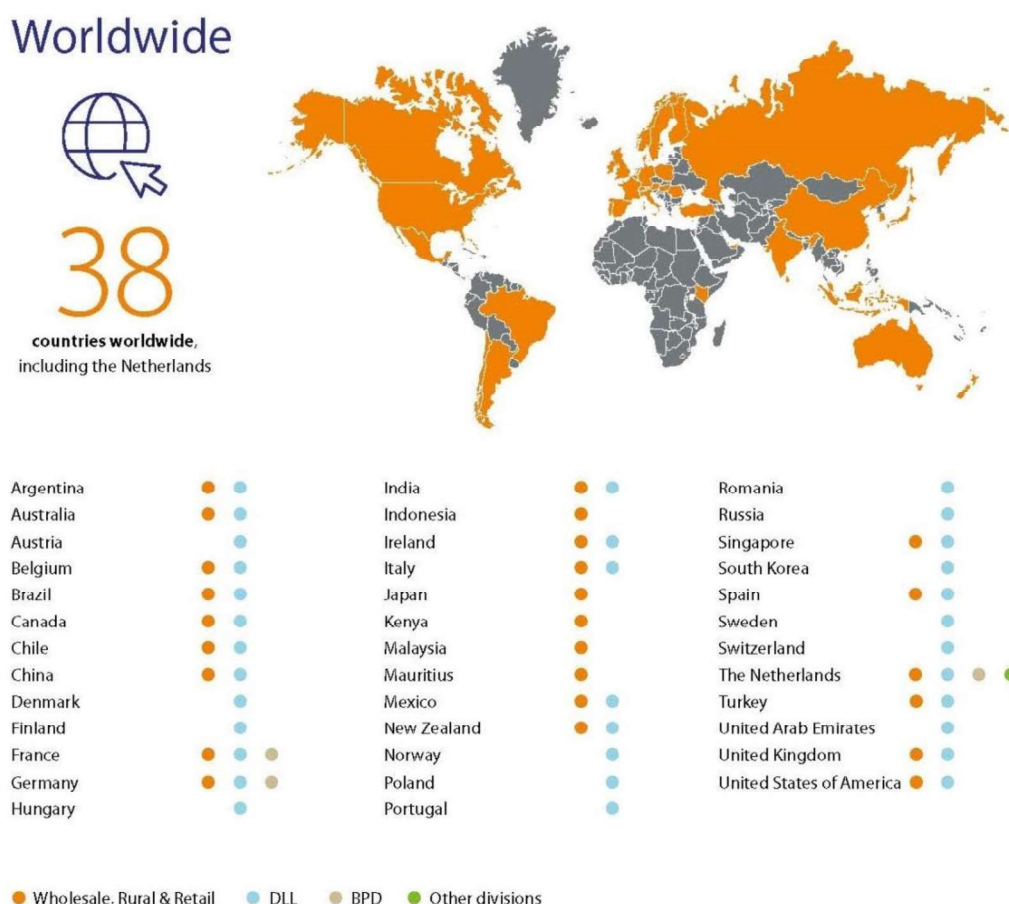 Worldwide
38
countries worldwide,
including the Netherlands
Argentina
Australia
Austria
Belgium
Brazil
Canada
Chile
China
Denmark
Finland
France
Germany
Hungary
India
Indonesia
Ireland
Italy
Japan
Kenya
Malaysia
Mauritius
Mexico
New Zealand
Norway
Poland
Portugal
Romania
Russia
Singapore
South Korea
Spain
Sweden
Switzerland
The Netherlands
Turkey
United Arab Emirates
United Kingdom
United States of America
Wholesale, Rural & Retail DLL BPD Other divisions